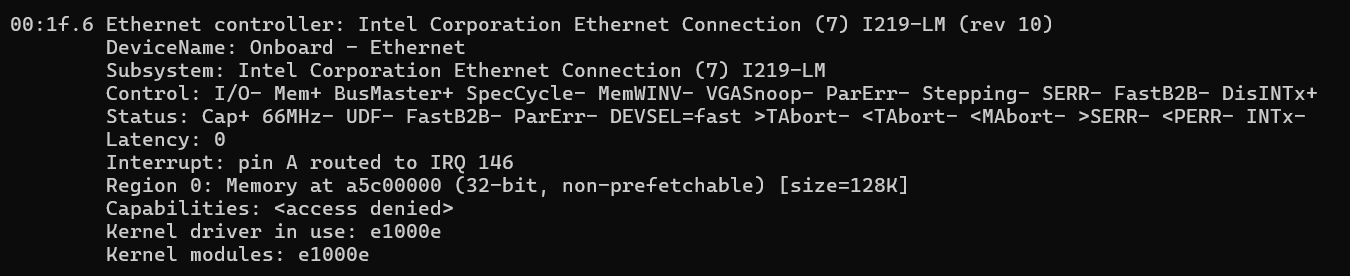 00:1f.6 Ethernet controller: Intel Corporation Ethernet Connection (7) I219-LM (rev 10)
DeviceName: Onboard - Ethernet
Subsystem: Intel Corporation Ethernet Connection (7) I219-LM
Control: I/O- Mem+ BusMaster+ SpecCycle- MemWINV- VGASnoop- ParErr- Stepping- SERR- FastB2B- DisINTx+
Status: Cap+ 66MHz- UDF- FastB2B- ParErr- DEVSEL=fast >TAbort- <TAbort- <MAbort- >SERR- <PERR- INTx-
Latency: 0
Interrupt: pin A routed to IRQ 146
Region 0: Memory at a5c00000 (32-bit, non-prefetchable) [size=128K]
Capabilities: <access denied>
Kernel driver in use: e1000e
Kernel modules: e1000e